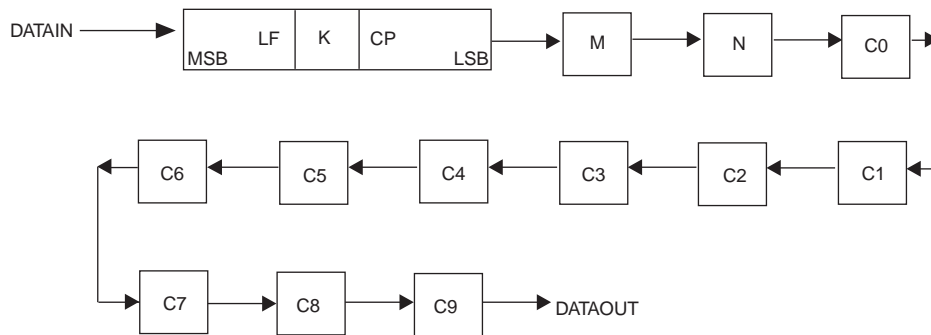 DATAIN LF K CP M N C0
MSB LSB
C6 C5 C4 C3 C2 C1
C7 C8 C9 DATAOUT